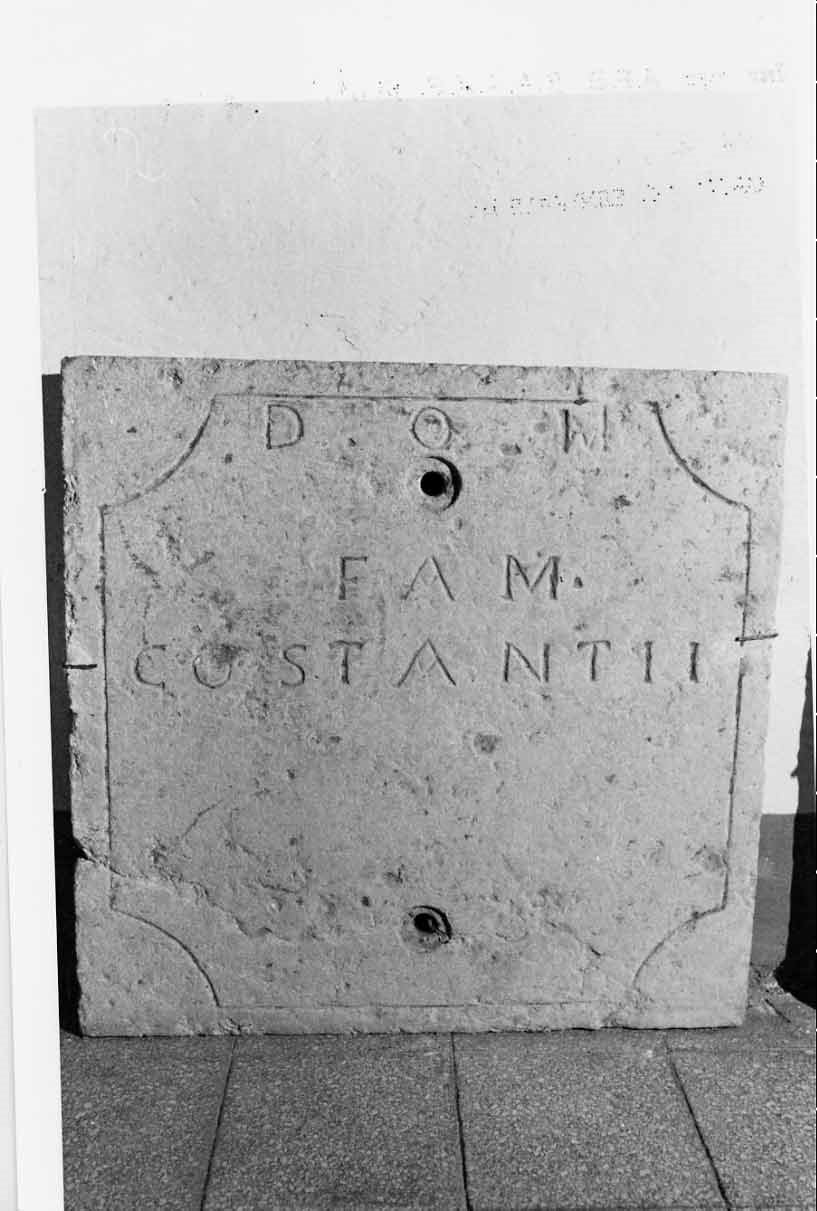 D O M
FAM.
COSTANTII